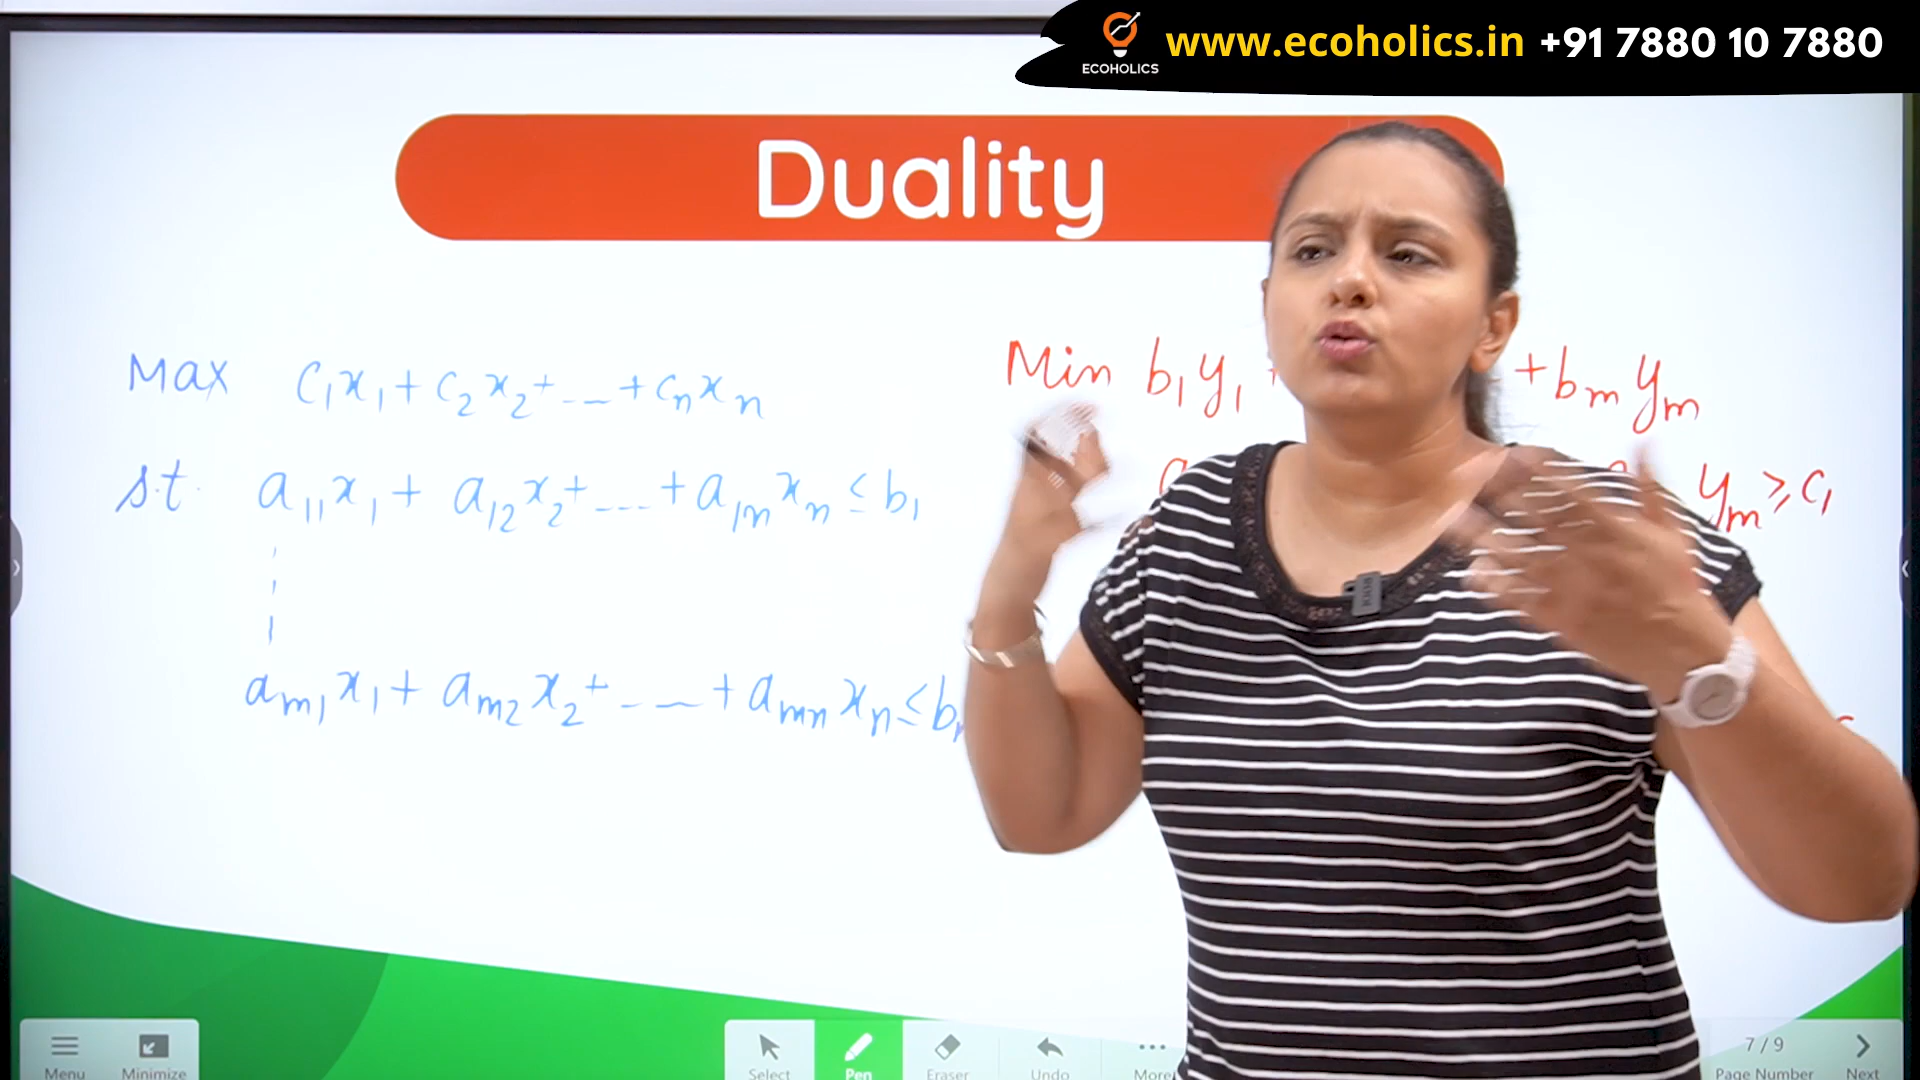 www.ecoholics.in +91 7880 10 7880
ECOHOLICS
Duality
Max c₁x₁ + c₂x₂ + --- + cₙxₙ
s.t. a₁₁x₁ + a₁₂x₂ + --- + a₁ₙxₙ ≤ b₁
aₘ₁x₁ + aₘ₂x₂ + --- + aₘₙxₙ ≤ b
Min b₁y₁ + bₘyₘ
yₘ ≥ c₁
Menu Minimize Select Pen Eraser Undo More 7 / 9 Page Number Next